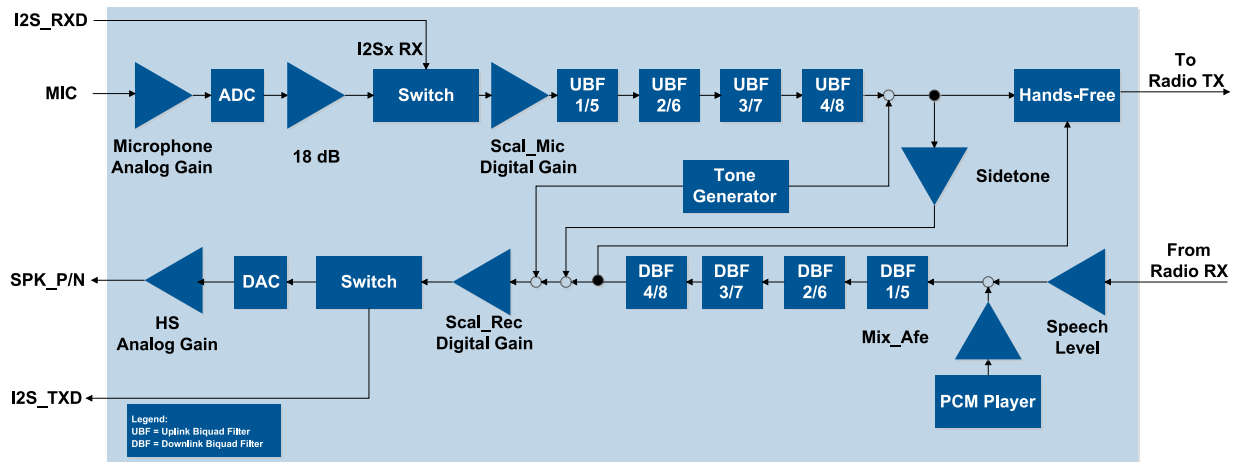 I2S_RXD
I2Sx RX
To
Radio TX
MIC
ADC
Switch
UBF
1/5
UBF
2/6
UBF
3/7
UBF
4/8
Hands-Free
Microphone
Analog Gain
18 dB
Scal_Mic
Digital Gain
Tone
Generator
Sidetone
From
Radio RX
SPK_P/N
DAC
Switch
DBF
4/8
DBF
3/7
DBF
2/6
DBF
1/5
HS
Analog Gain
Scal_Rec
Digital Gain
Mix_Afe
Speech
Level
I2S_TXD
PCM Player
Legend:
UBF = Uplink Biquad Filter
DBF = Downlink Biquad Filter